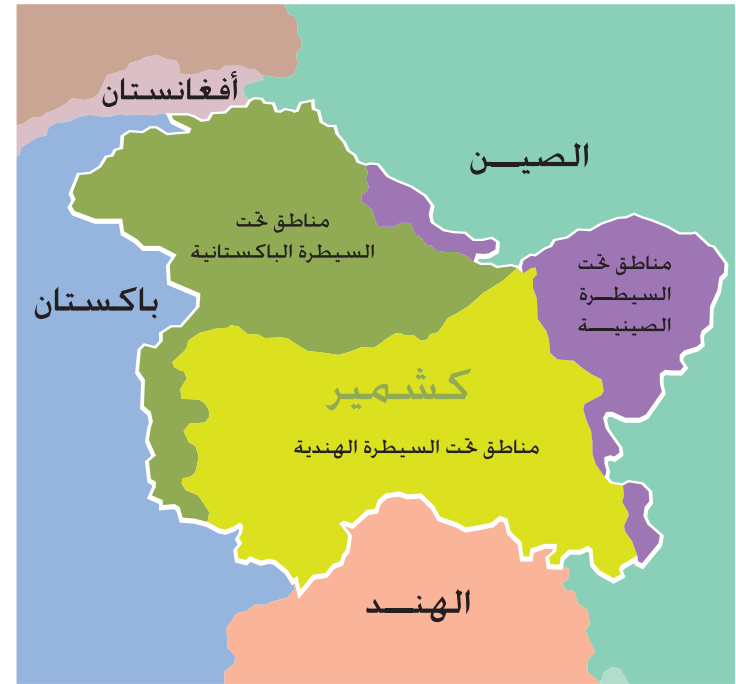 أفغانستان
الصين
مناطق تحت
السيطرة الباكستانية
مناطق تحت
السيطرة
الصينية
باكستان
كشمير
مناطق تحت السيطرة الهندية
الهند